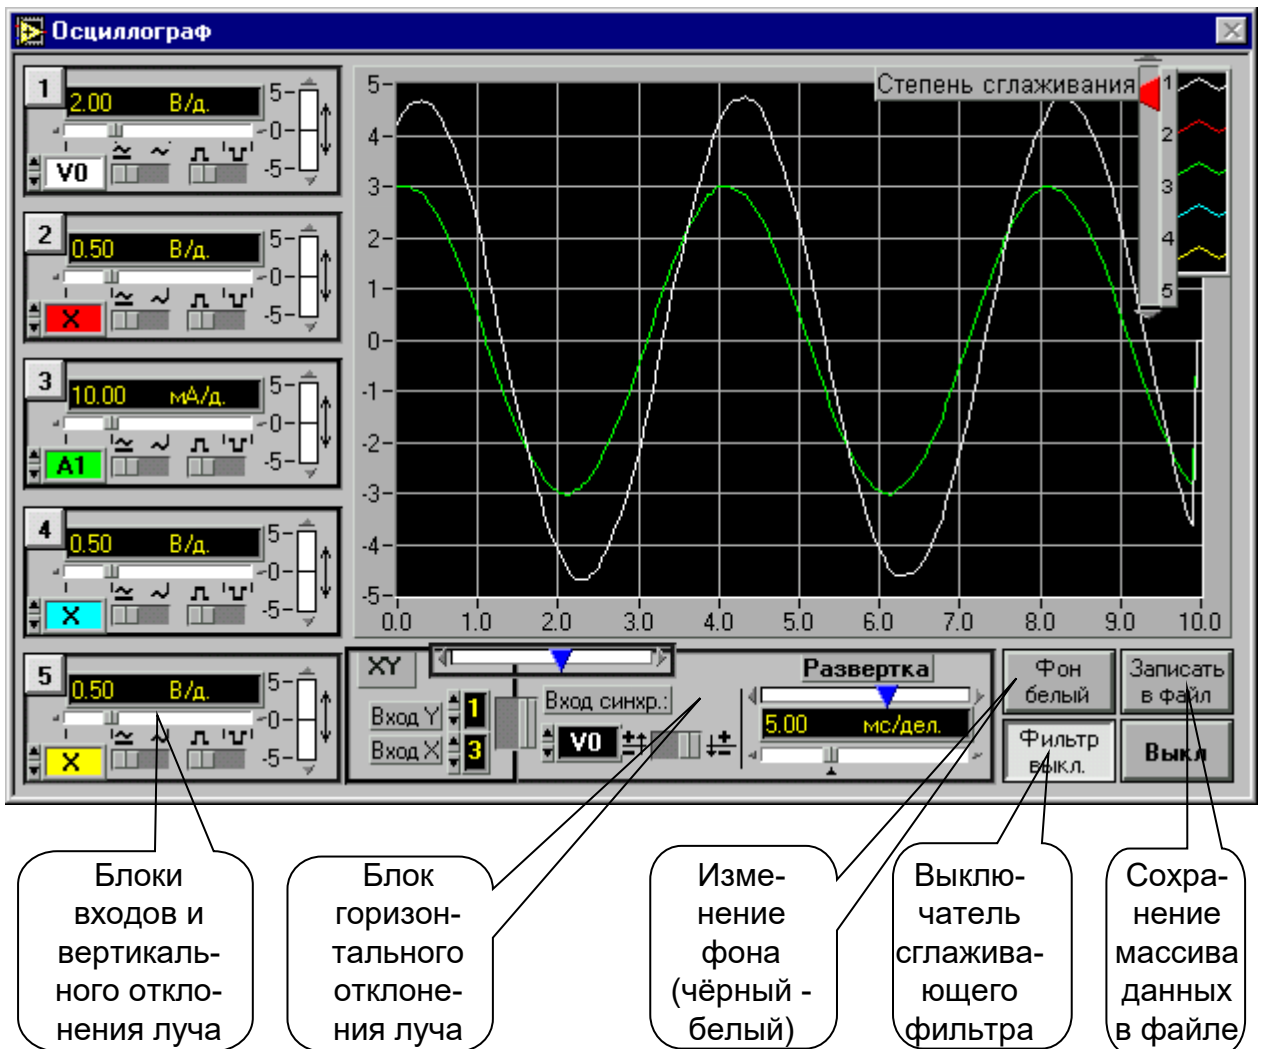 Осциллограф
1
2.00 В/д.
5
0
-5
V0
2
0.50 В/д.
5
0
-5
X
3
10.00 мА/д.
5
0
-5
A1
4
0.50 В/д.
5
0
-5
X
5
0.50 В/д.
5
0
-5
X
Степень сглаживания
1
2
3
4
5
5
4
3
2
1
0
-1
-2
-3
-4
-5
0.0 1.0 2.0 3.0 4.0 5.0 6.0 7.0 8.0 9.0 10.0
XY
Вход Y 1
Вход X 3
Вход синхр.:
V0
Развертка
5.00 мс/дел.
Фон
белый
Записать
в файл
Фильтр
выкл.
Выкл
Блоки
входов и
вертикаль-
ного откло-
нения луча
Блок
горизон-
тального
отклоне-
ния луча
Изме-
нение
фона
(чёрный -
белый)
Выклю-
чатель
сглажива-
ющего
фильтра
Сохра-
нение
массива
данных
в файле